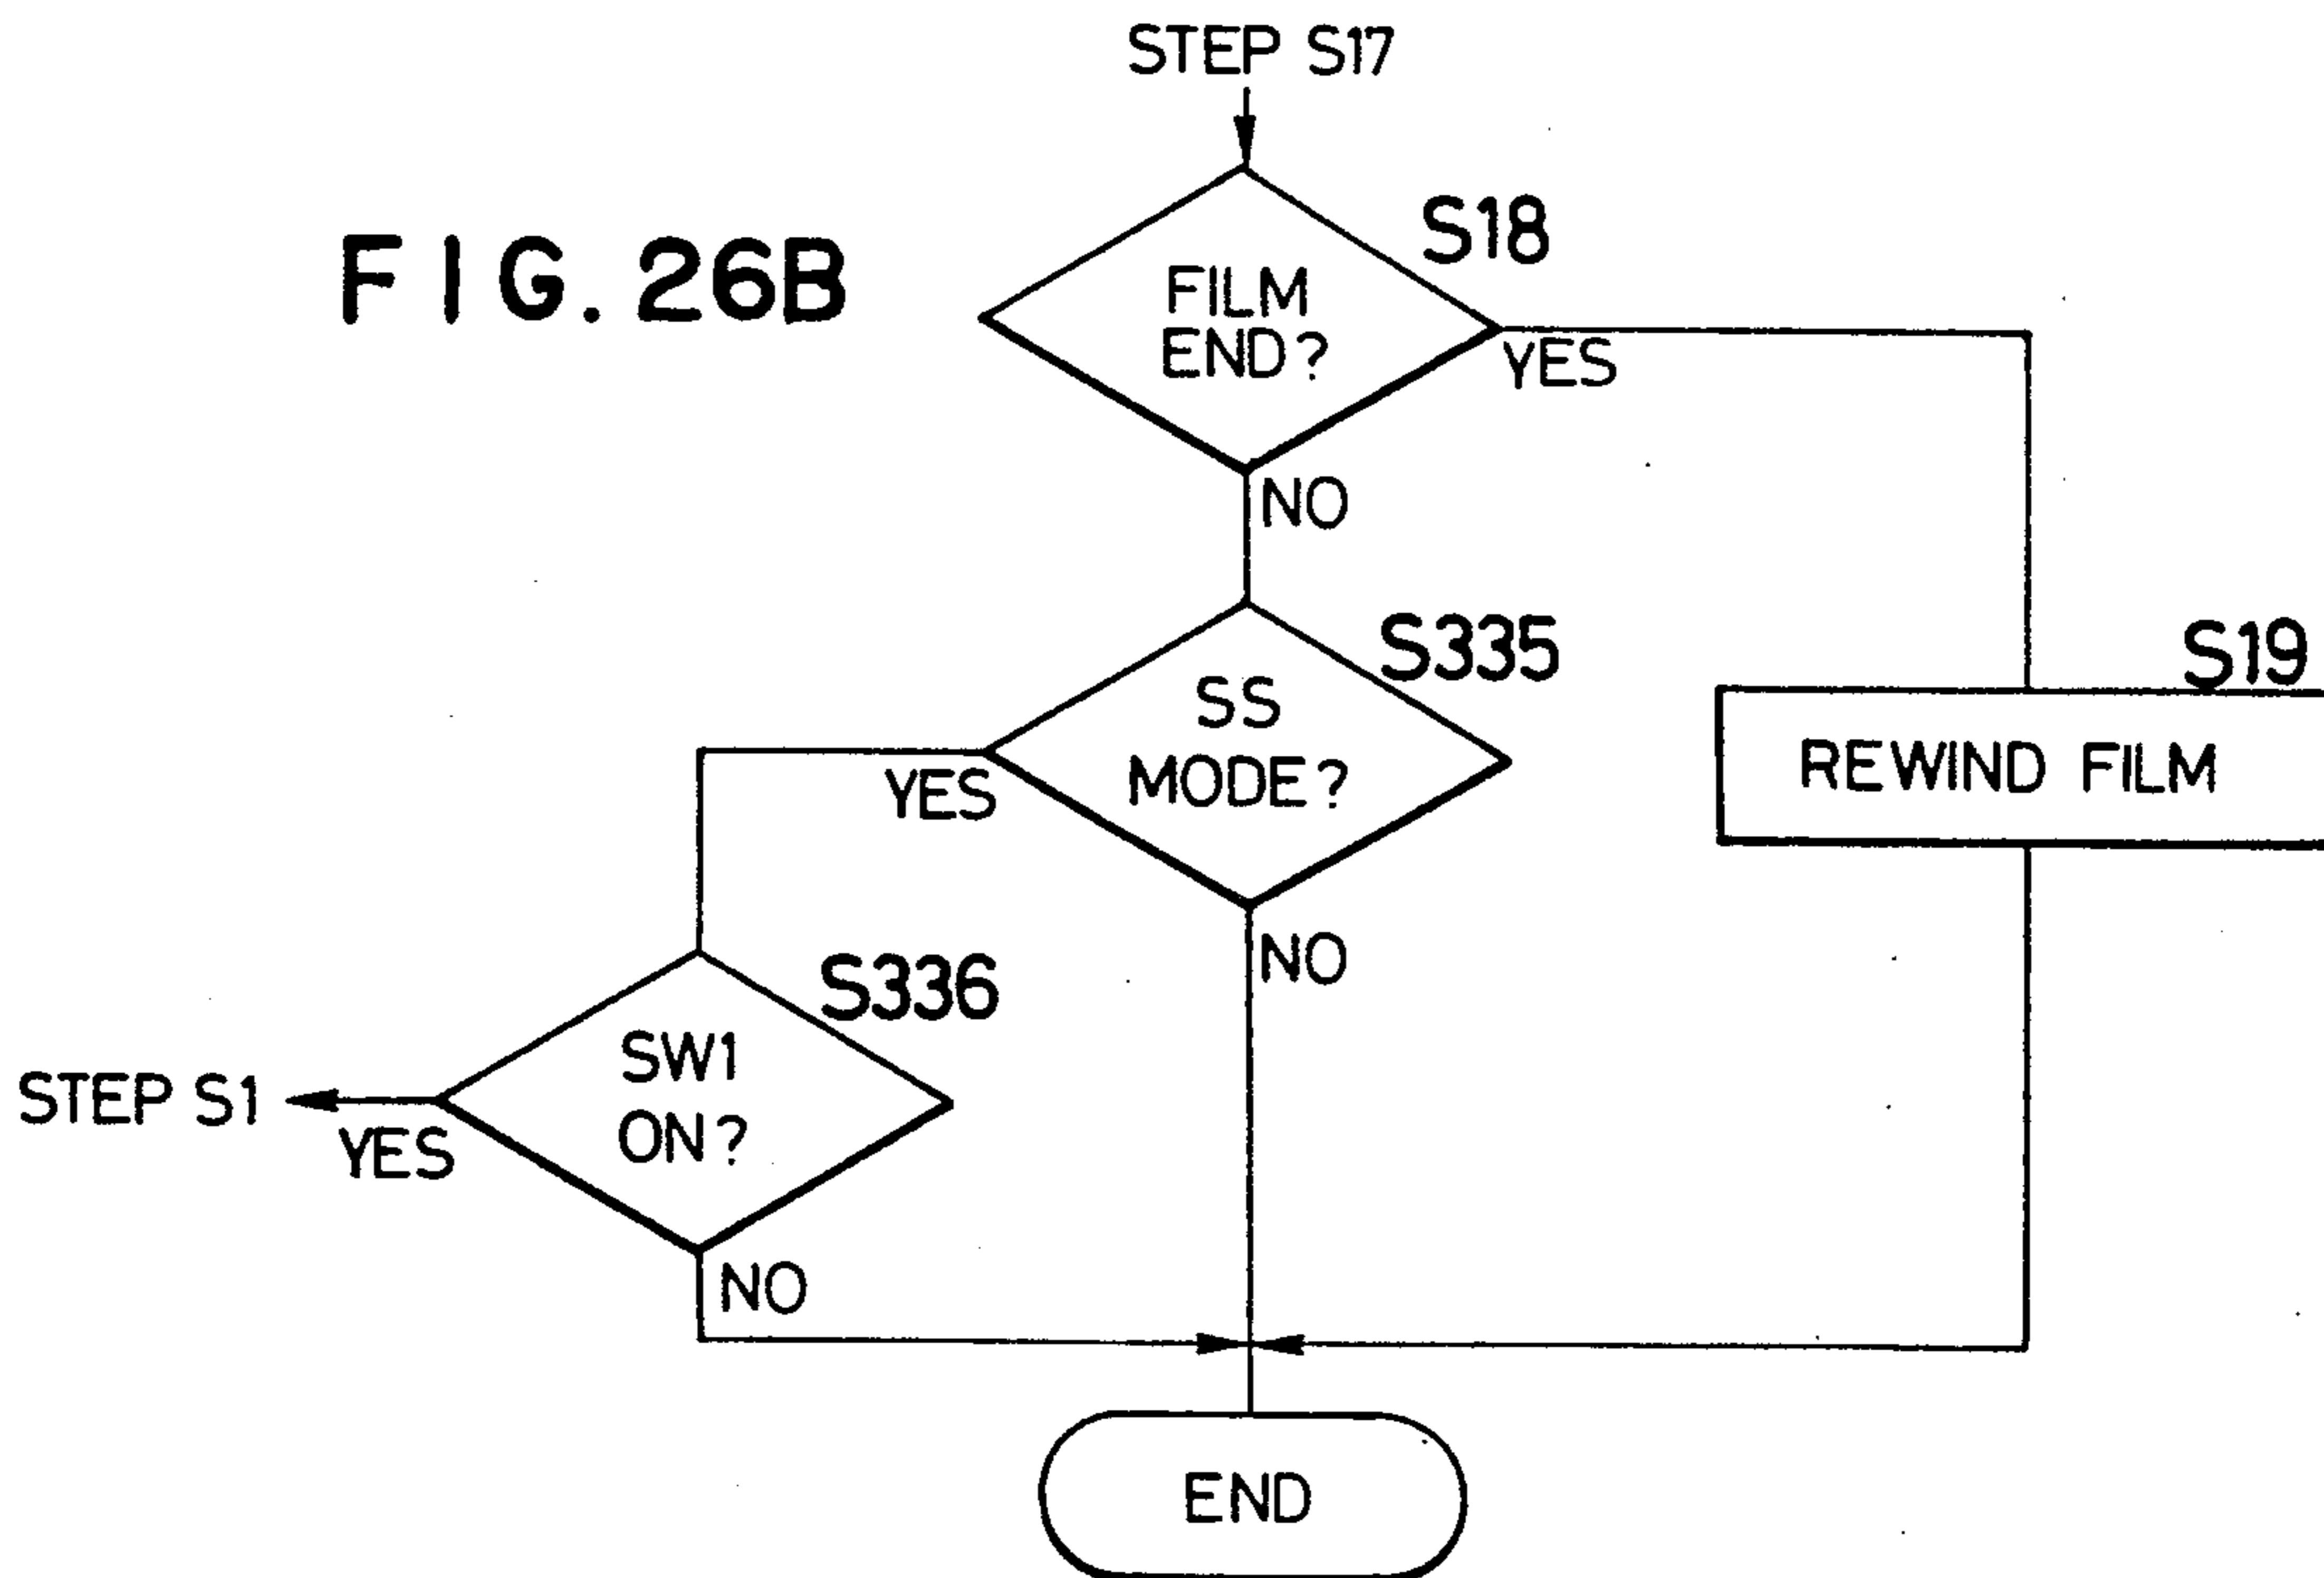 STEP S17
FIG. 26B
S18
FILM
END?
YES
NO
S335
SS
MODE?
YES
NO
S19
REWIND FILM
S336
SW1
ON?
STEP S1
YES
NO
END